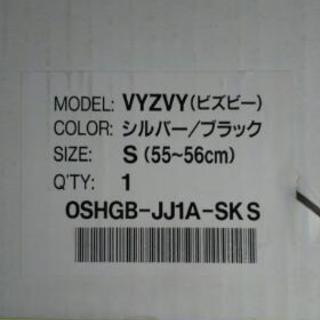 MODEL: VYZVY(ビズビー)
COLOR: シルバー/ブラック
SIZE: S (55~56cm)
Q'TY: 1
OSHGB-JJ1A-SK S